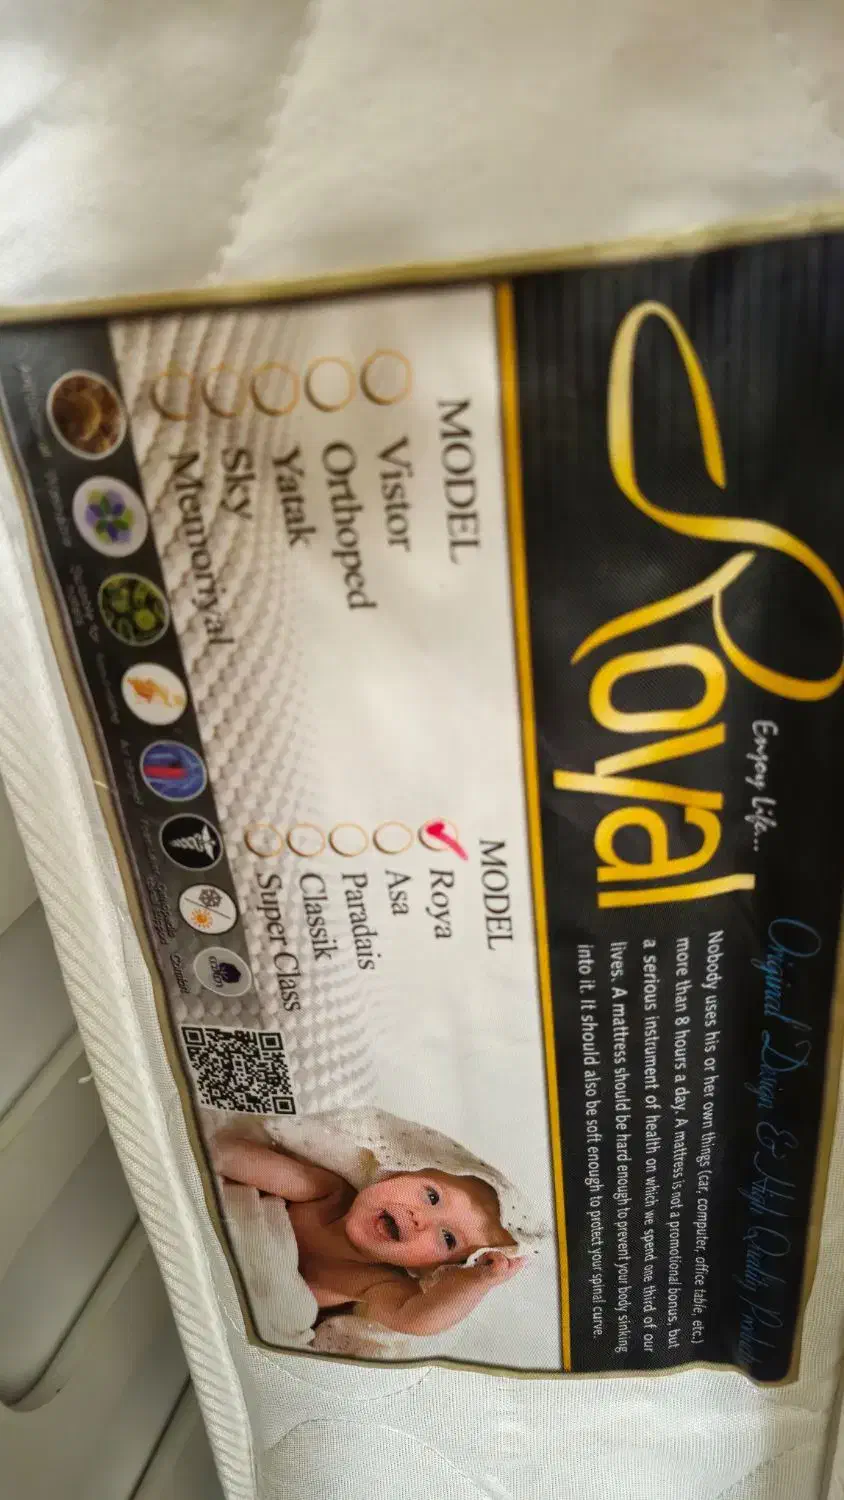 Royal
Enjoy life...
Original Design & High Quality
Nobody uses his or her own things (car, computer, office table, etc.)
more than 8 hours a day. A mattress is not a promotional bonus, but
a serious instrument of health on which we spend one third of our
lives. A mattress should be hard enough to prevent your body sinking
into it. It should also be soft enough to protect your spinal curve.
MODEL
Vistor
Orthoped
Yatak
Sky
Memoriyal
MODEL
Roya
Asa
Paradais
Classik
Super Class